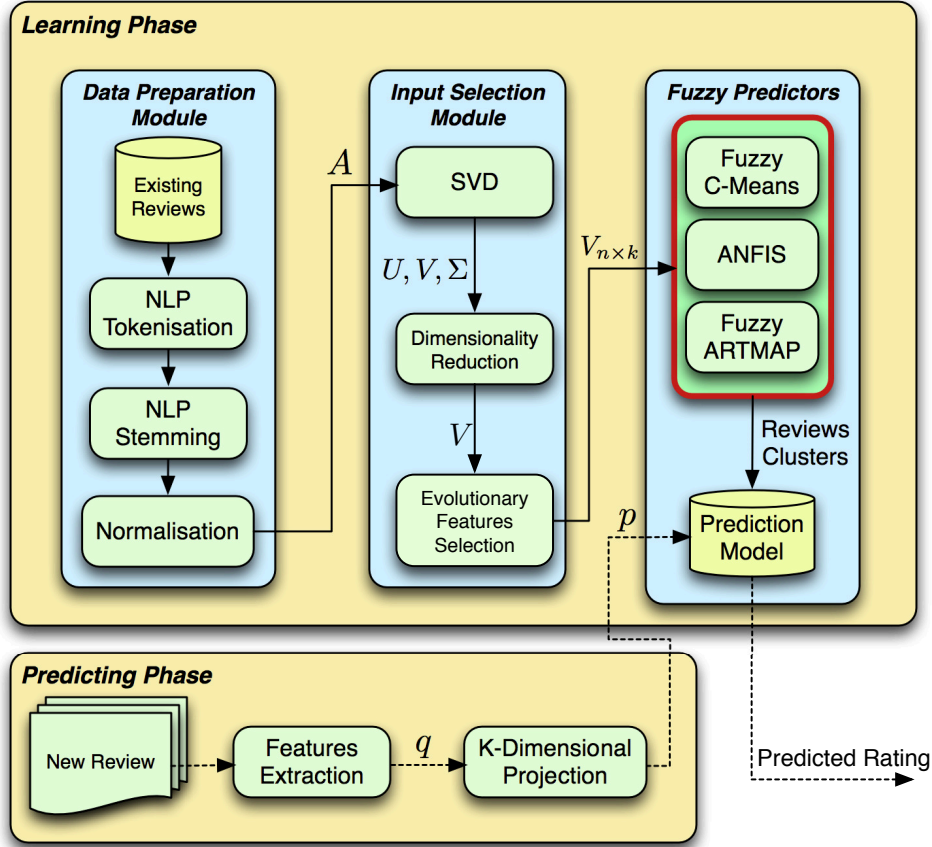 Learning Phase
Data Preparation
Module
Existing
Reviews
NLP
Tokenisation
NLP
Stemming
Normalisation
A
Input Selection
Module
SVD
U, V, Σ
Dimensionality
Reduction
V
Evolutionary
Features
Selection
V_{n×k}
Fuzzy Predictors
Fuzzy
C-Means
ANFIS
Fuzzy
ARTMAP
Reviews
Clusters
p
Prediction
Model
Predicting Phase
New Review
Features
Extraction
q
K-Dimensional
Projection
Predicted Rating